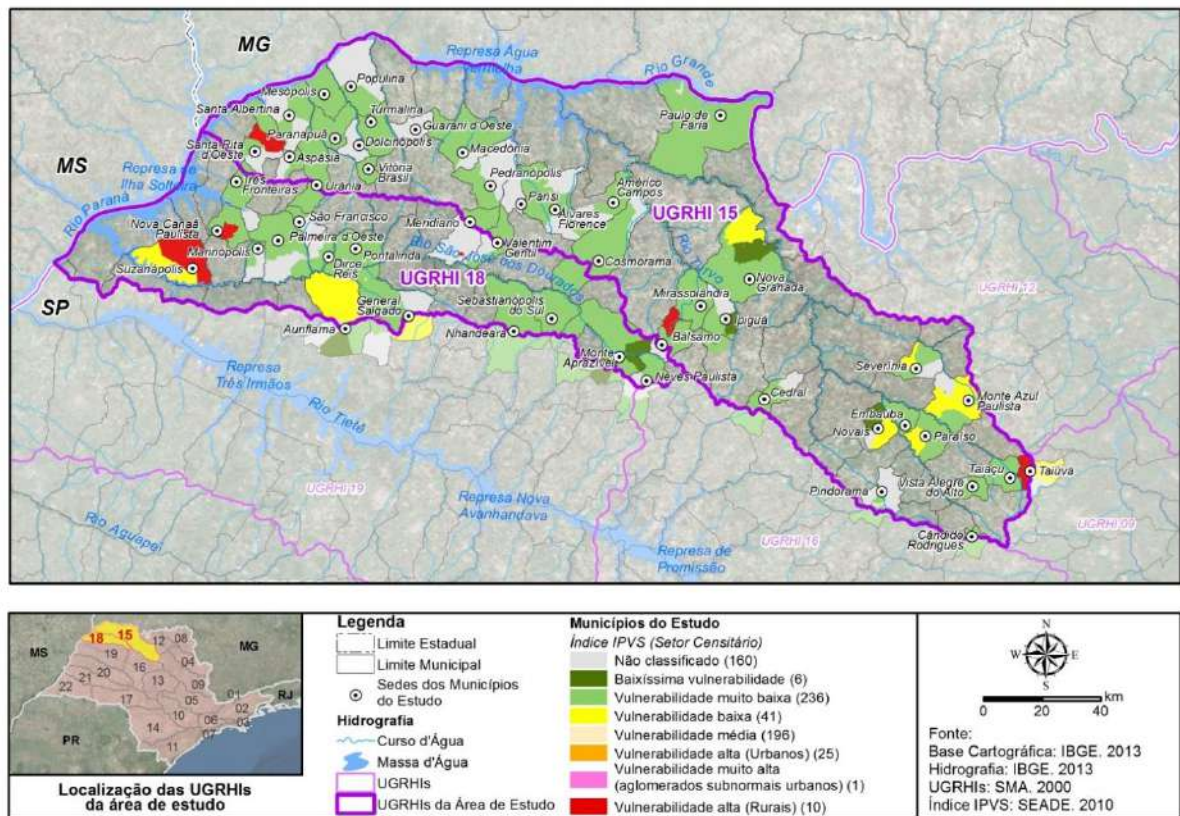 MG
Represa Água
Vermelha
Rio Grande
Populina
Mesópolis
Santa Albertina
Turmalina
Guarani d'Oeste
Paulo de
Faria
Paranapuã
Dolcinópolis
Macedônia
Santa Rita
d'Oeste
Aspásia
Vitória
Brasil
MS
Represa de
Ilha Solteira
Três
Fronteiras
Urânia
Pedranópolis
Parisi
Álvares
Florence
Américo
Campos
UGRHI 15
Rio Paraná
Nova Canaã
Paulista
São Francisco
Meridiano
Valentim
Gentil
Cosmorama
Rio Turvo
Marinópolis
Palmeira d'Oeste
Pontalinda
Rio São José dos Dourados
Suzanápolis
Dirce
Reis
UGRHI 18
Nova
Granada
UGRHI 12
Mirassolândia
Ipiguá
SP
General
Salgado
Sebastianópolis
do Sul
Auriflama
Nhandeara
Bálsamo
Monte
Aprazível
Neves Paulista
Severínia
Represa
Três Irmãos
Cedral
Monte Azul
Paulista
Embaúba
Novais
Paraíso
Rio Tietê
Taiaçu
Taiúva
UGRHI 19
Pindorama
Vista Alegre
do Alto
Represa Nova
Avanhandava
Rio Aguapeí
UGRHI 16
Cândido
Rodrigues
UGRHI 09
Represa de
Promissão
MS
MG
RJ
PR
18
15
12
08
19
04
20
16
21
13
09
22
05
17
01
10
02
06
03
14
07
11
Localização das UGRHIs
da área de estudo
Legenda
Limite Estadual
Limite Municipal
Sedes dos Municípios
do Estudo
Hidrografia
Curso d'Água
Massa d'Água
UGRHIs
UGRHIs da Área de Estudo
Municípios do Estudo
Índice IPVS (Setor Censitário)
Não classificado (160)
Baixíssima vulnerabilidade (6)
Vulnerabilidade muito baixa (236)
Vulnerabilidade baixa (41)
Vulnerabilidade média (196)
Vulnerabilidade alta (Urbanos) (25)
Vulnerabilidade muito alta
(aglomerados subnormais urbanos) (1)
Vulnerabilidade alta (Rurais) (10)
N
W
E
S
km
0 20 40
Fonte:
Base Cartográfica: IBGE. 2013
Hidrografia: IBGE. 2013
UGRHIs: SMA. 2000
Índice IPVS: SEADE. 2010